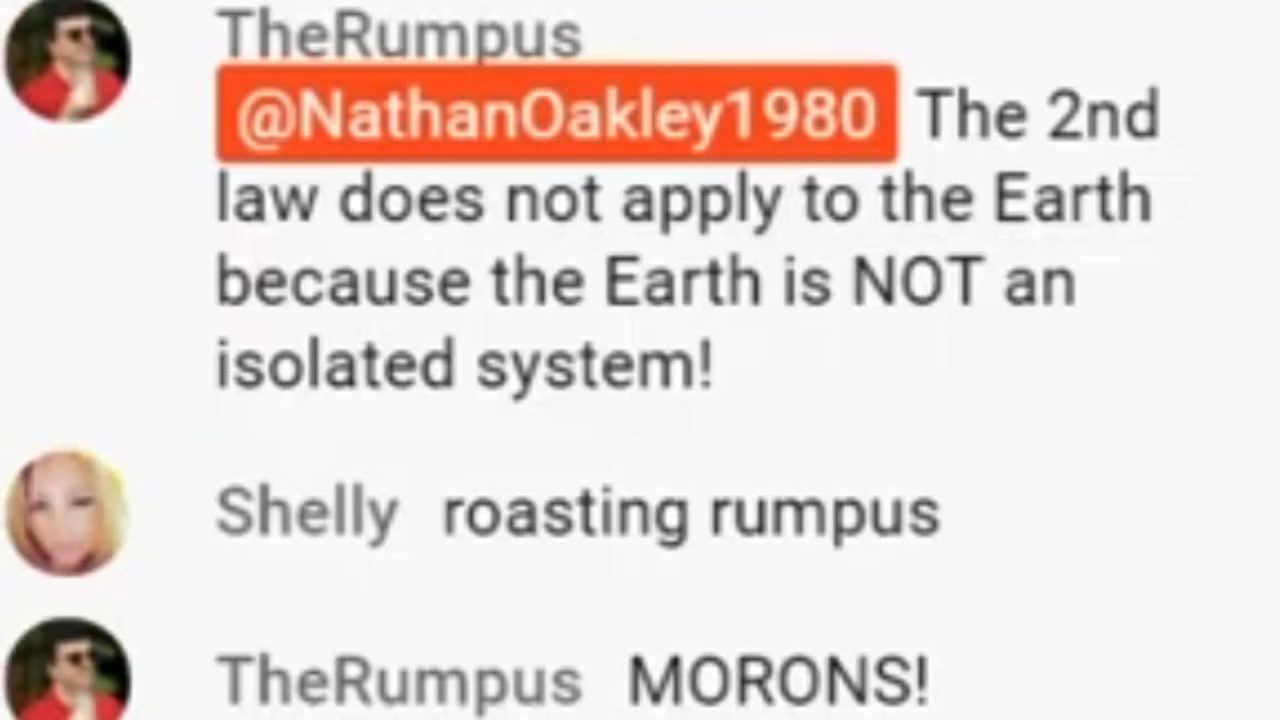 TheRumpus
@NathanOakley1980 The 2nd
law does not apply to the Earth
because the Earth is NOT an
isolated system!
Shelly roasting rumpus
TheRumpus MORONS!